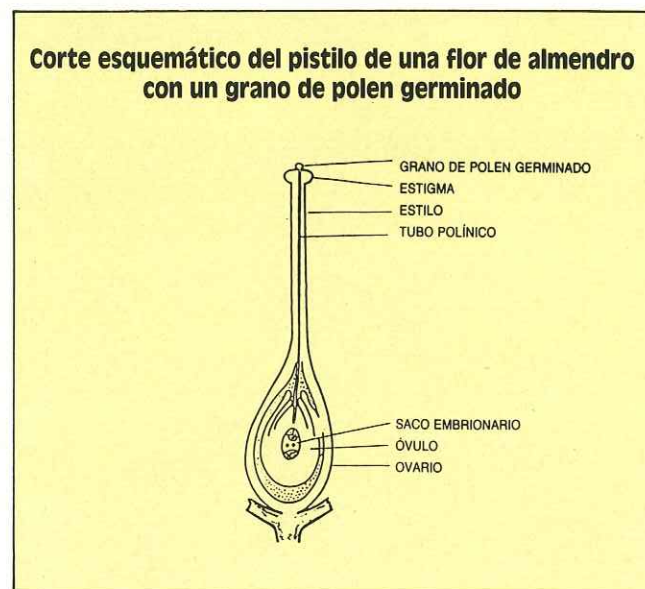 Corte esquemático del pistilo de una flor de almendro
con un grano de polen germinado
GRANO DE POLEN GERMINADO
ESTIGMA
ESTILO
TUBO POLÍNICO
SACO EMBRIONARIO
ÓVULO
OVARIO